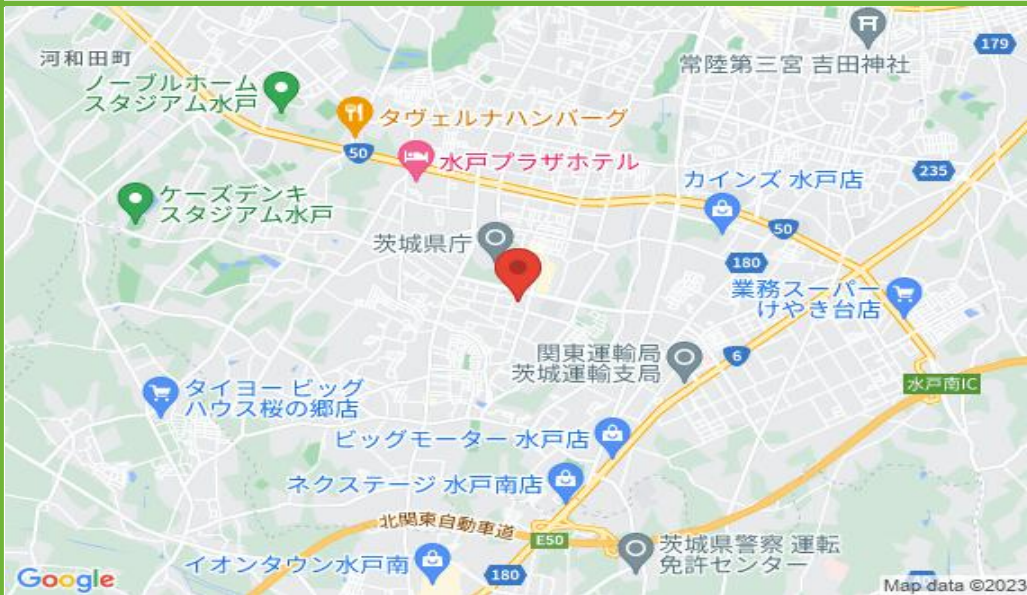 河和田町
常陸第三宮 吉田神社
179
ノーブルホーム
スタジアム水戸
タヴェルナハンバーグ
50
水戸プラザホテル
235
カインズ 水戸店
ケーズデンキ
スタジアム水戸
50
茨城県庁
180
業務スーパー
けやき台店
関東運輸局
茨城運輸支局
6
水戸南IC
タイヨー ビッグ
ハウス桜の郷店
ビッグモーター 水戸店
ネクステージ 水戸南店
北関東自動車道
E50
茨城県警察 運転
免許センター
イオンタウン水戸南
180
Google
Map data ©2023